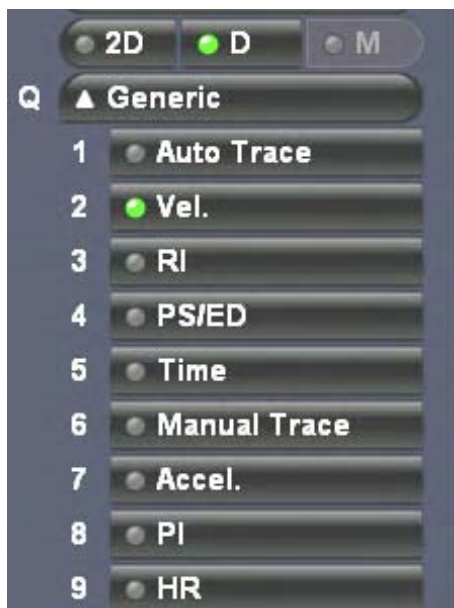 2D D M
Q Generic
1 Auto Trace
2 Vel.
3 RI
4 PS/ED
5 Time
6 Manual Trace
7 Accel.
8 PI
9 HR